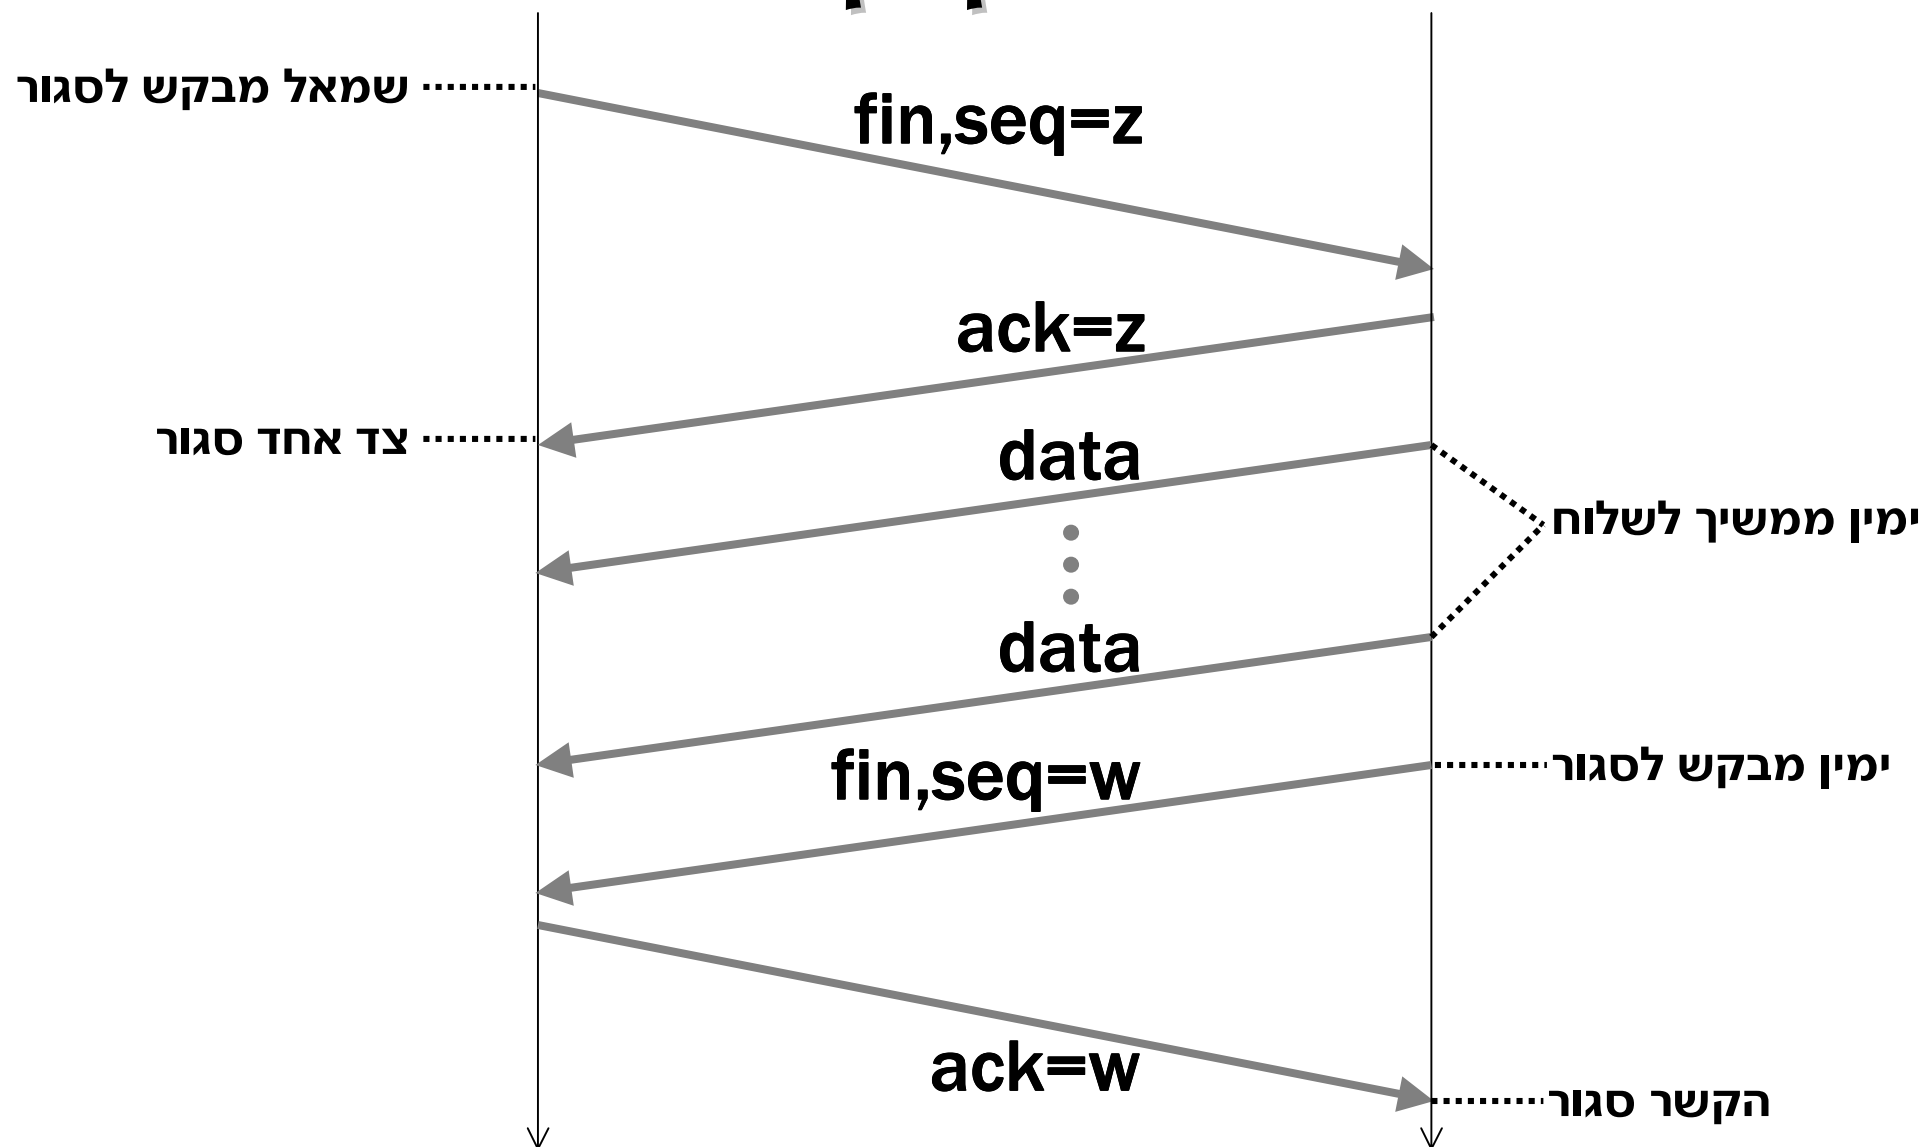 שמאל מבקש לסגור
fin,seq=z
ack=z
צד אחד סגור
data
ימין ממשיך לשלוח
data
fin,seq=w
ימין מבקש לסגור
ack=w
הקשר סגור